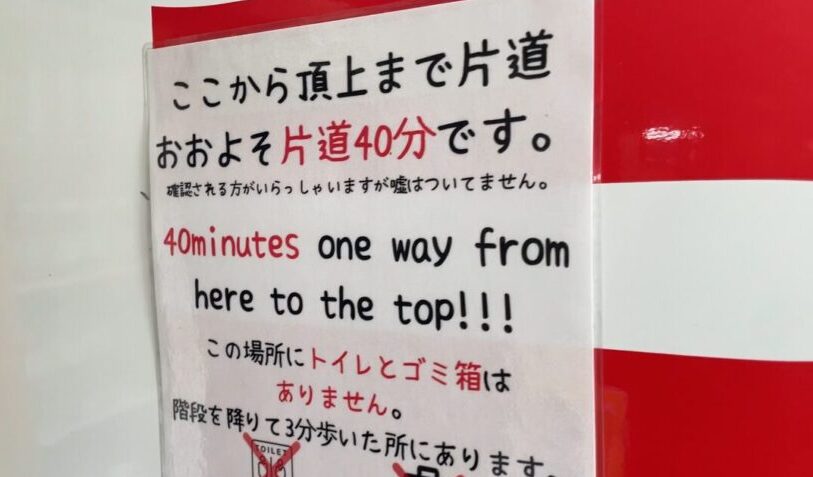 ここから頂上まで片道
おおよそ片道40分です。
確認される方がいらっしゃいますが嘘はついてません。
40minutes one way from
here to the top!!!
この場所にトイレとゴミ箱は
ありません。
階段を降りて3分歩いた所にあります。
TOILET